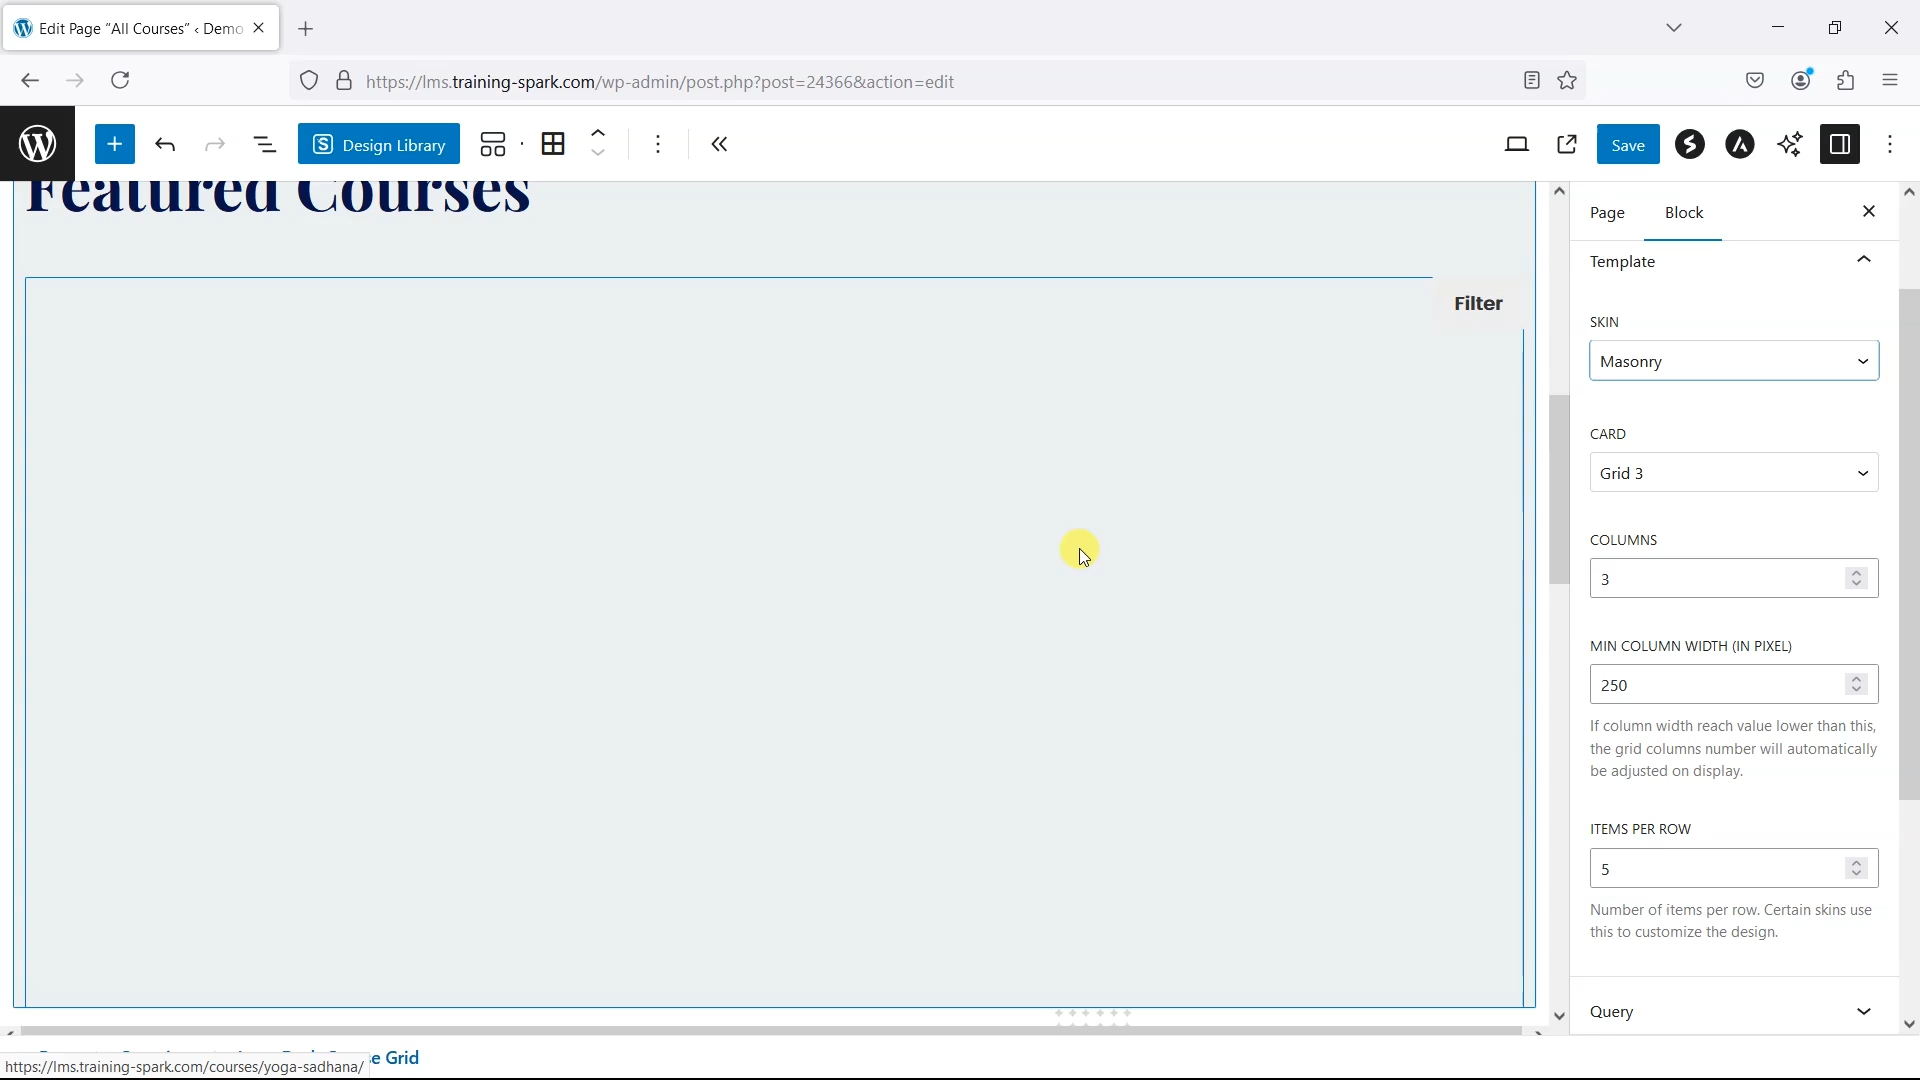 Edit Page “All Courses” ‹ Demo
https://lms.training-spark.com/wp-admin/post.php?post=24366&action=edit
Design Library
Save
Featured Courses
Filter
Page
Block
Template
SKIN
Masonry
CARD
Grid 3
COLUMNS
3
MIN COLUMN WIDTH (IN PIXEL)
250
If column width reach value lower than this,
the grid columns number will automatically
be adjusted on display.
ITEMS PER ROW
5
Number of items per row. Certain skins use
this to customize the design.
Query
Grid
https://lms.training-spark.com/courses/yoga-sadhana/